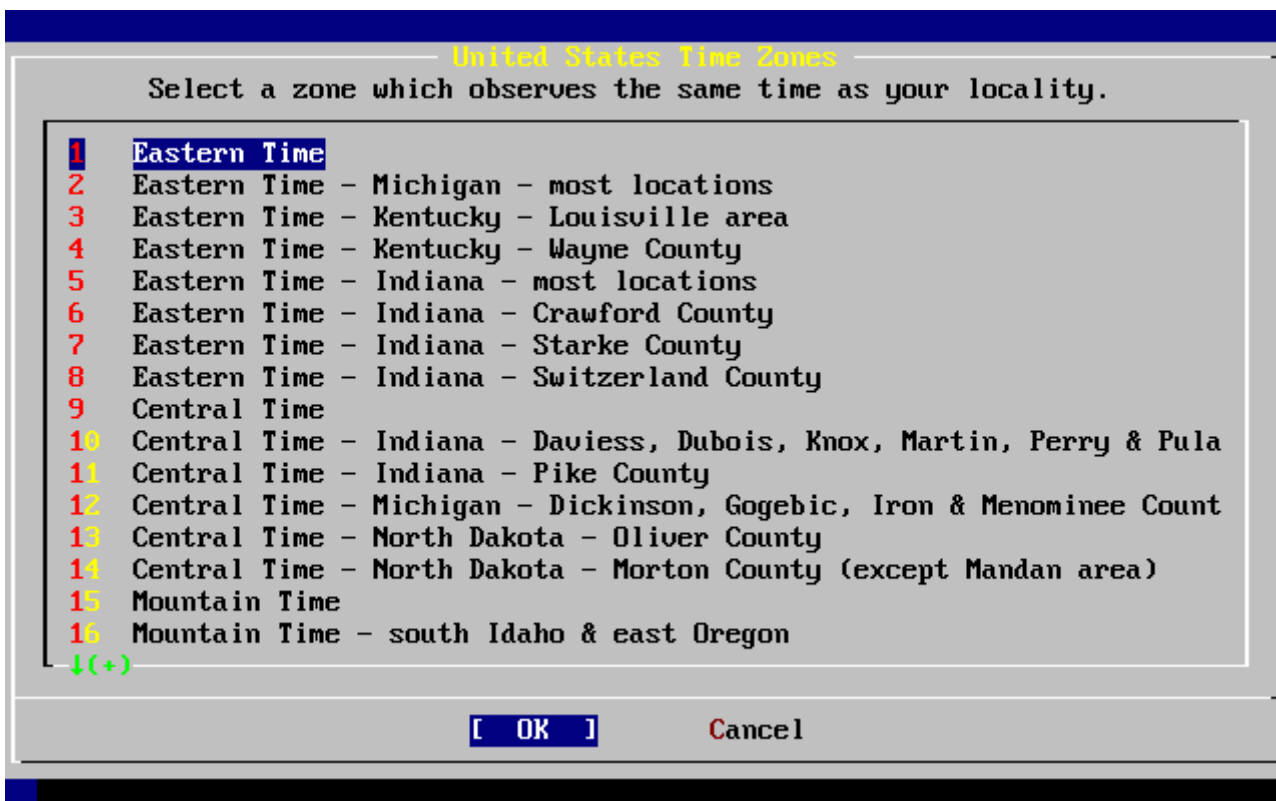 United States Time Zones
Select a zone which observes the same time as your locality.
1 Eastern Time
2 Eastern Time - Michigan - most locations
3 Eastern Time - Kentucky - Louisville area
4 Eastern Time - Kentucky - Wayne County
5 Eastern Time - Indiana - most locations
6 Eastern Time - Indiana - Crawford County
7 Eastern Time - Indiana - Starke County
8 Eastern Time - Indiana - Switzerland County
9 Central Time
10 Central Time - Indiana - Daviess, Dubois, Knox, Martin, Perry & Pula
11 Central Time - Indiana - Pike County
12 Central Time - Michigan - Dickinson, Gogebic, Iron & Menominee Count
13 Central Time - North Dakota - Oliver County
14 Central Time - North Dakota - Morton County (except Mandan area)
15 Mountain Time
16 Mountain Time - south Idaho & east Oregon
↓(+)
[ OK ] Cancel